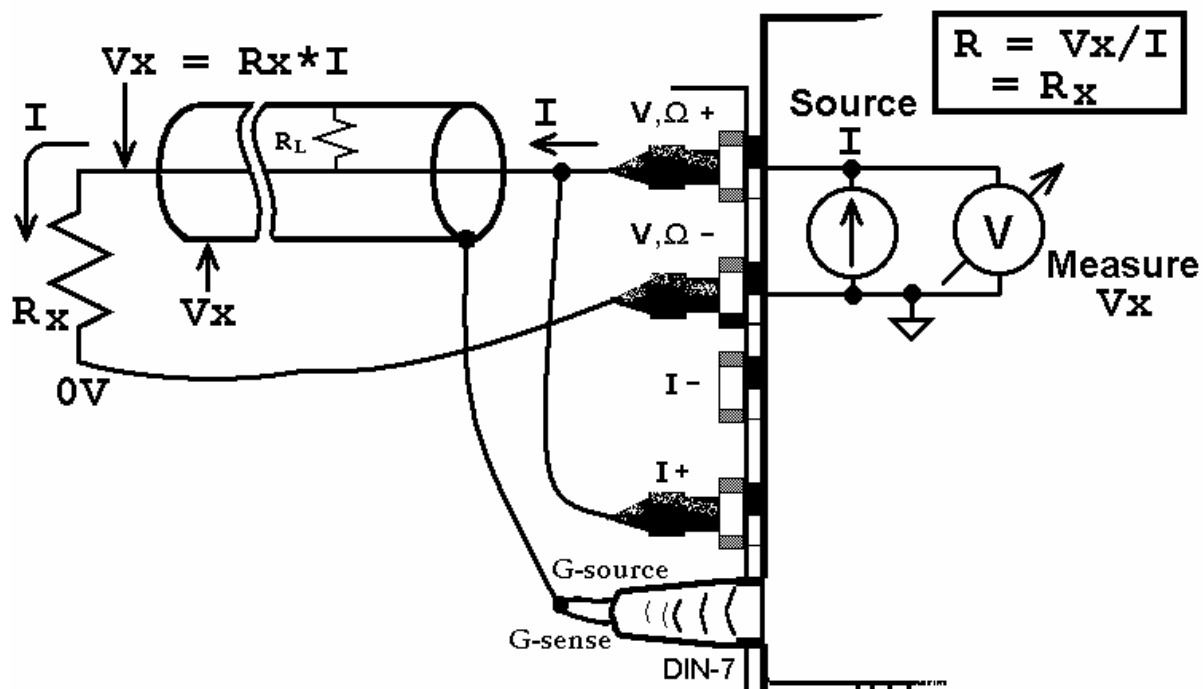 R = Vx/I
= Rx
Vx = Rx*I
Source
I
I
I
V,Ω+
RL
V,Ω-
V
Measure
Vx
Vx
Rx
0V
I-
I+
G-source
G-sense
DIN-7